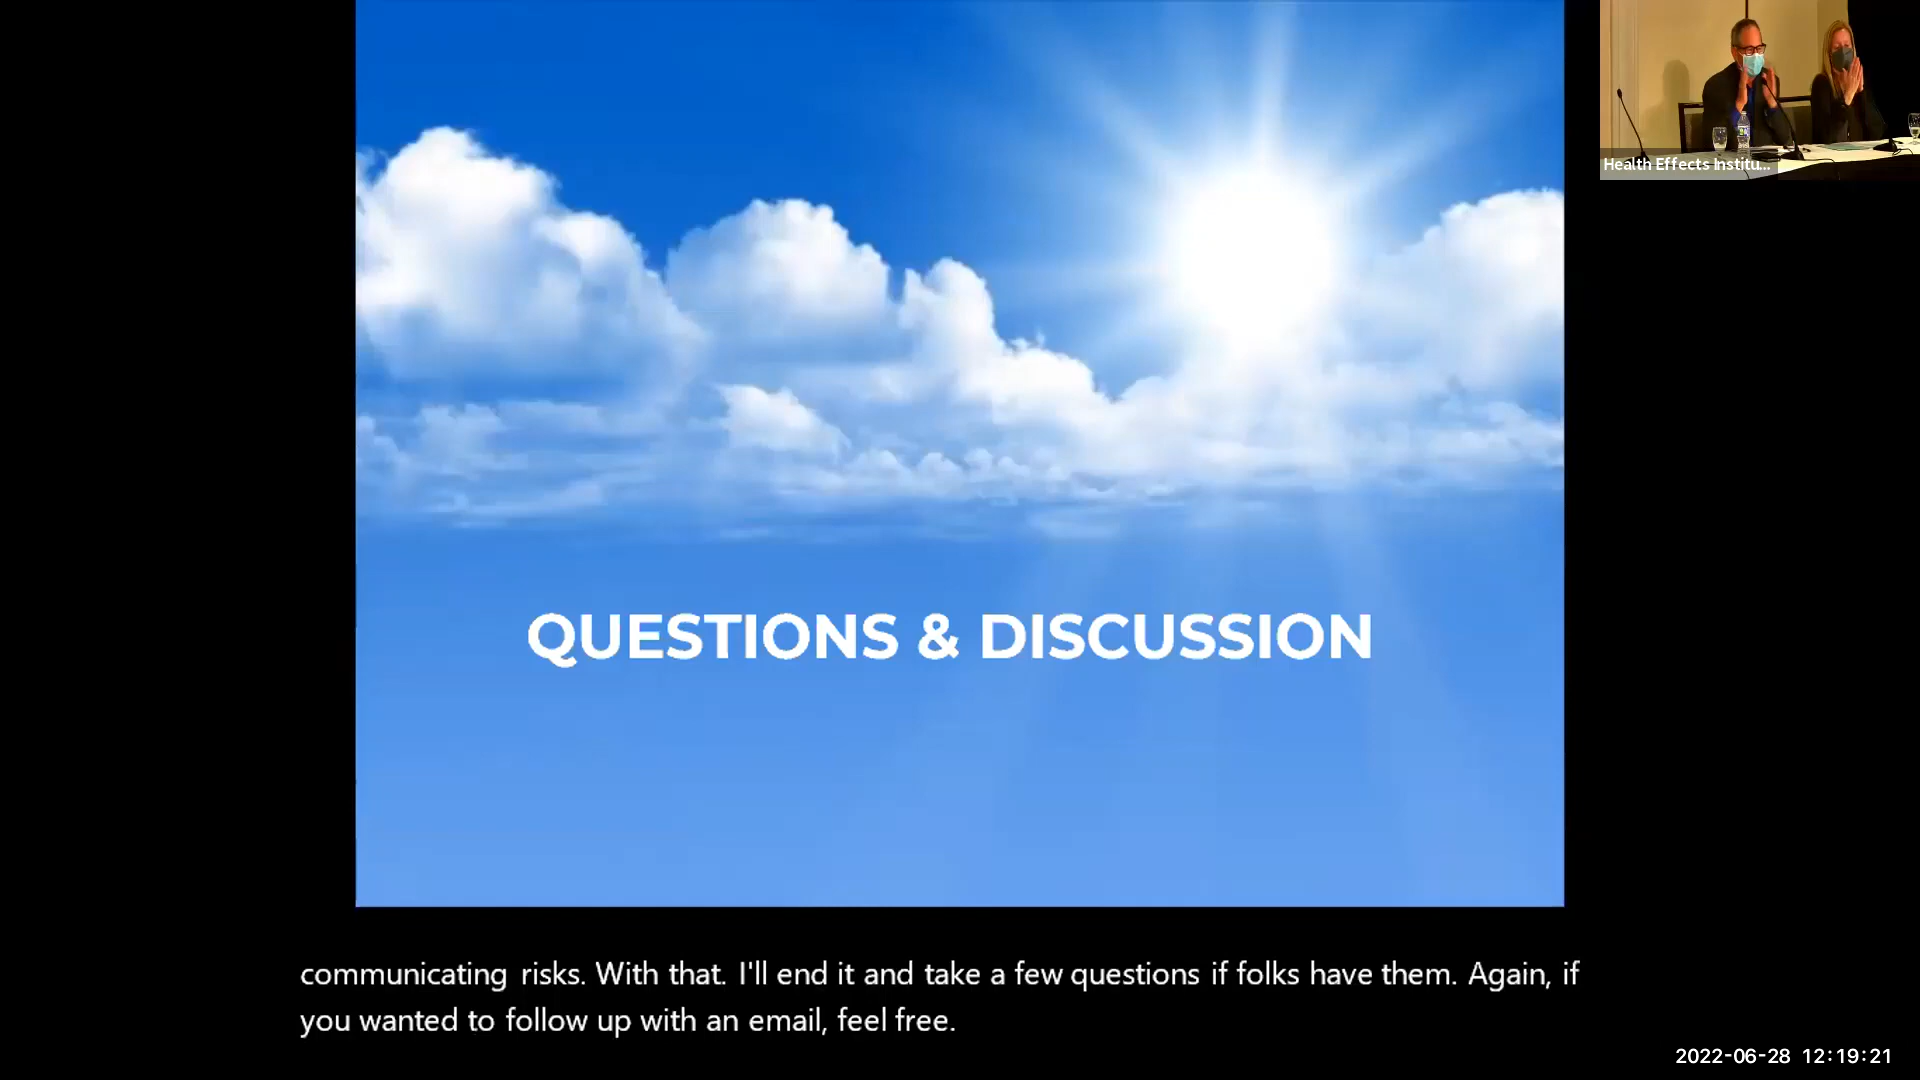 Health Effects Institu...
QUESTIONS & DISCUSSION
communicating risks. With that. I'll end it and take a few questions if folks have them. Again, if
you wanted to follow up with an email, feel free.
2022-06-28 12:19:21